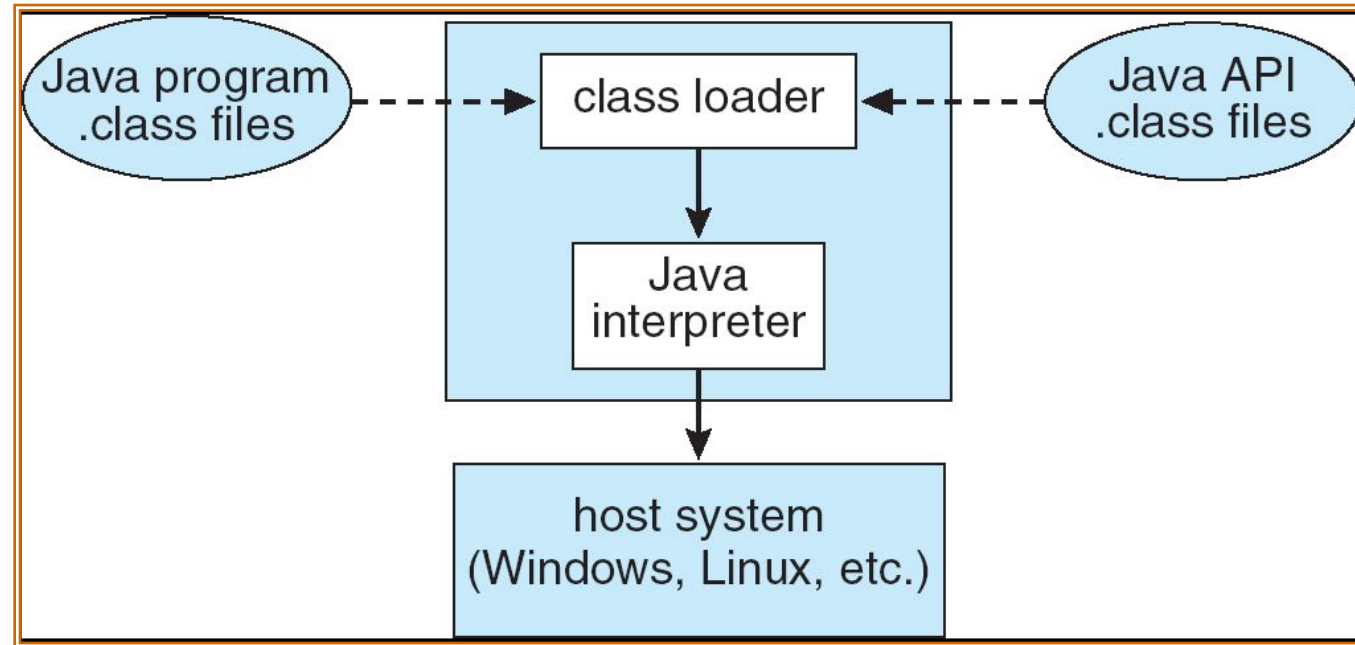 Java program
.class files
class loader
Java API
.class files
Java
interpreter
host system
(Windows, Linux, etc.)